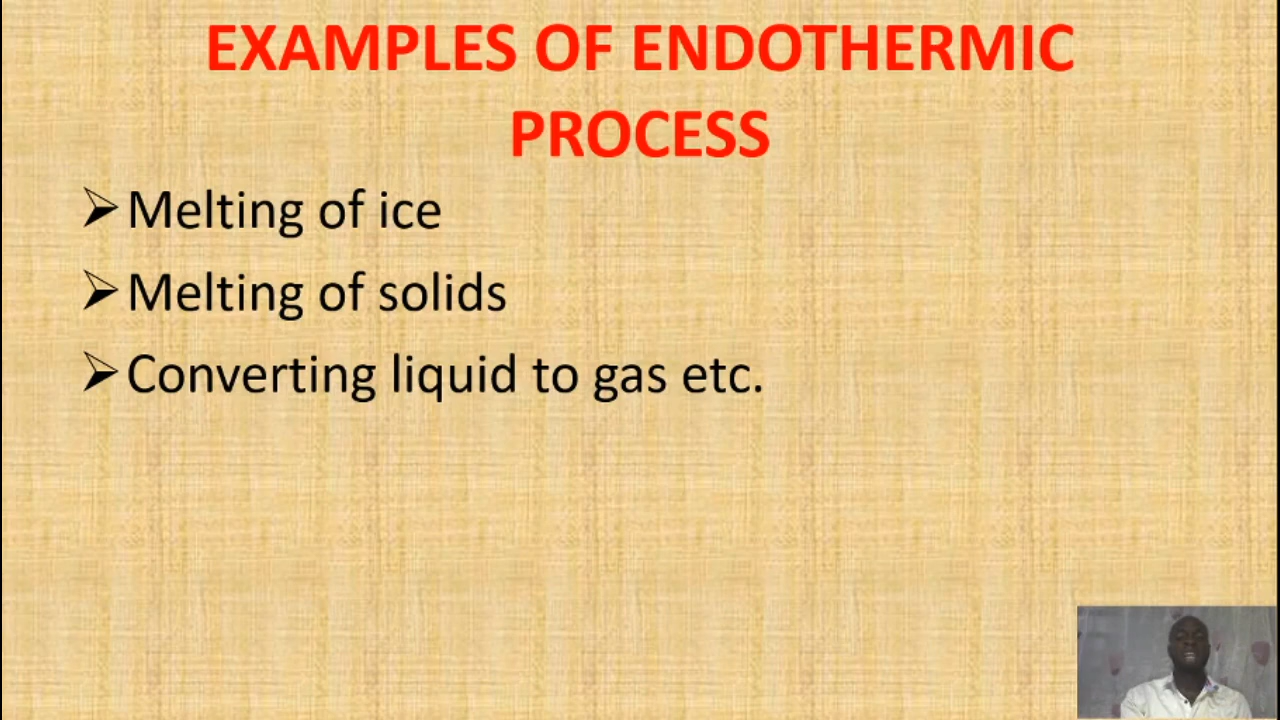 EXAMPLES OF ENDOTHERMIC
PROCESS
Melting of ice
Melting of solids
Converting liquid to gas etc.